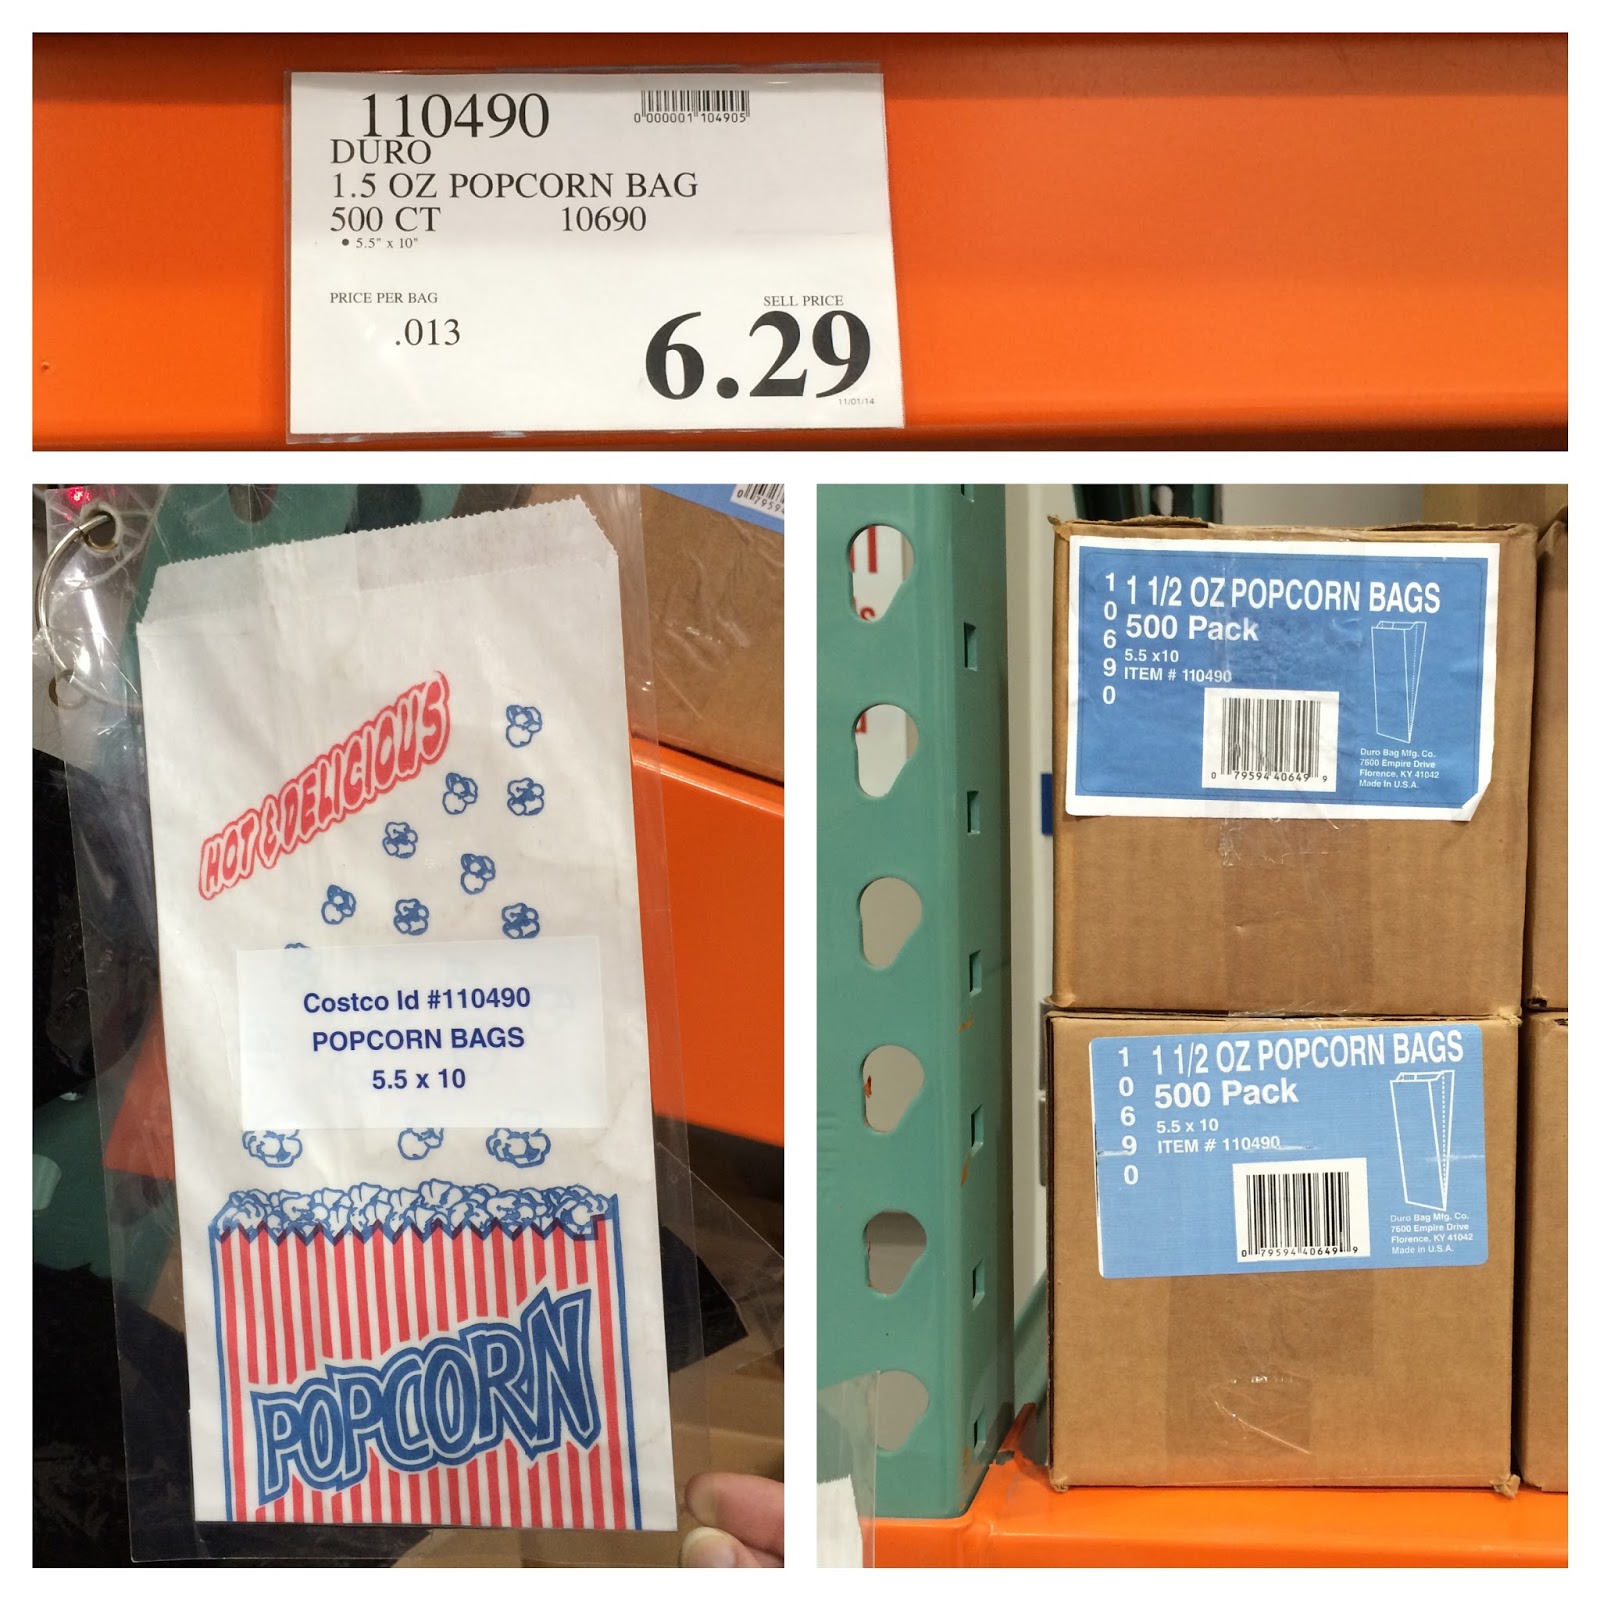 110490
0 000001 104905
DURO
1.5 OZ POPCORN BAG
500 CT 10690
• 5.5" x 10"
PRICE PER BAG
.013
SELL PRICE
6.29
11/01/14
HOT & DELICIOUS
Costco Id #110490
POPCORN BAGS
5.5 x 10
POPCORN
10690
1 1/2 OZ POPCORN BAGS
500 Pack
5.5 x10
ITEM # 110490
0 79594 40649 9
Duro Bag Mfg. Co.
7600 Empire Drive
Florence, KY 41042
Made In U.S.A.
10690
1 1/2 OZ POPCORN BAGS
500 Pack
5.5 x 10
ITEM # 110490
0 79594 40649 9
Duro Bag Mfg. Co.
7600 Empire Drive
Florence, KY 41042
Made in U.S.A.